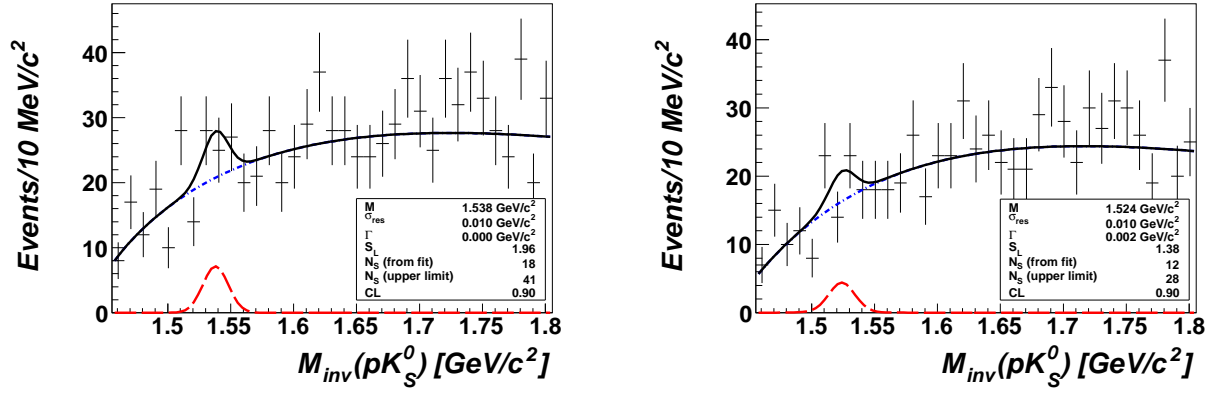 Events/10 MeV/c²
40
30
20
10
0
M 1.538 GeV/c²
σres 0.010 GeV/c²
Γ 0.000 GeV/c²
SL 1.96
NS (from fit) 18
NS (upper limit) 41
CL 0.90
1.5 1.55 1.6 1.65 1.7 1.75 1.8
Minv(pK⁰S) [GeV/c²]
Events/10 MeV/c²
40
30
20
10
0
M 1.524 GeV/c²
σres 0.010 GeV/c²
Γ 0.002 GeV/c²
SL 1.38
NS (from fit) 12
NS (upper limit) 28
CL 0.90
1.5 1.55 1.6 1.65 1.7 1.75 1.8
Minv(pK⁰S) [GeV/c²]